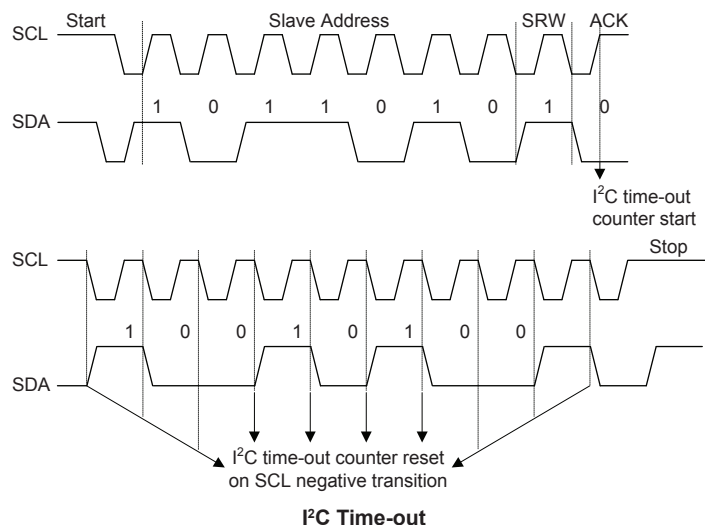 Start Slave Address SRW ACK
SCL
1 0 1 1 0 1 0 1 0
SDA
I²C time-out
counter start
Stop
SCL
1 0 0 1 0 1 0 0
SDA
I²C time-out counter reset
on SCL negative transition
I²C Time-out